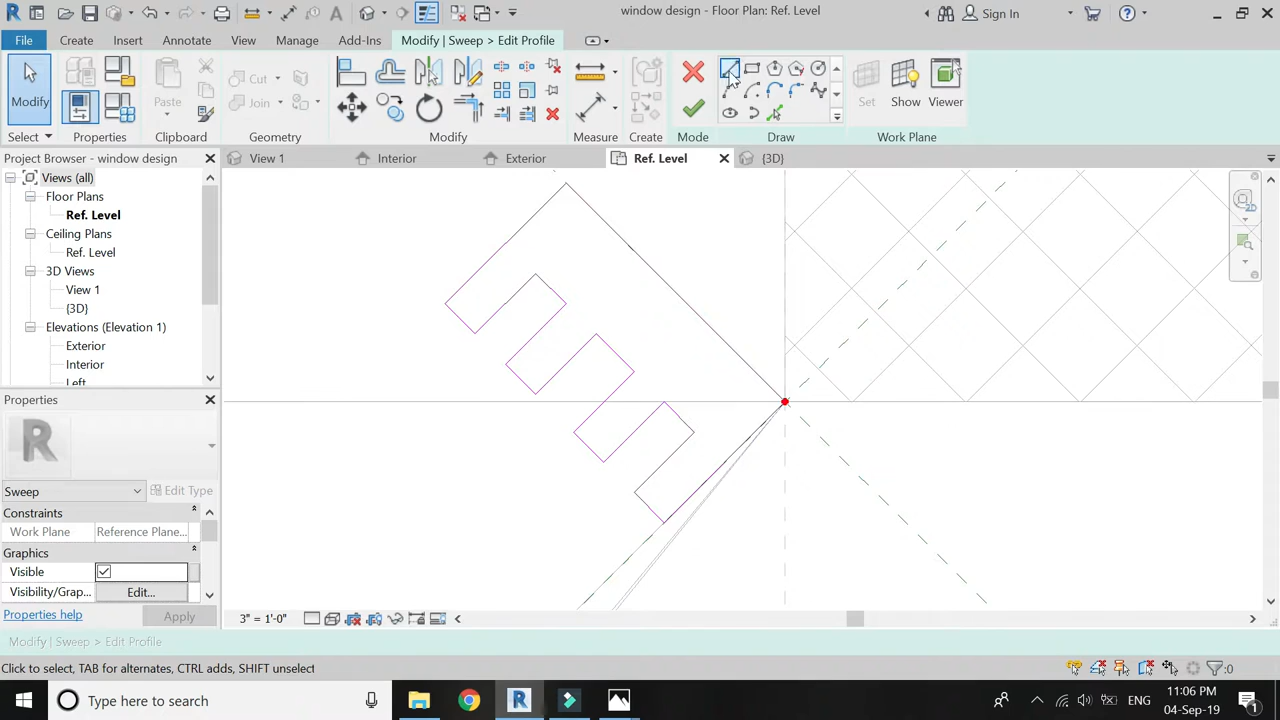 window design - Floor Plan: Ref. Level
Sign In
File
Create
Insert
Annotate
View
Manage
Add-Ins
Modify | Sweep > Edit Profile
Modify
Paste
Cut
Join
Set
Show
Viewer
Select
Properties
Clipboard
Geometry
Modify
Measure
Create
Mode
Draw
Work Plane
Project Browser - window design
View 1
Interior
Exterior
Ref. Level
{3D}
Views (all)
Floor Plans
Ref. Level
Ceiling Plans
Ref. Level
3D Views
View 1
{3D}
Elevations (Elevation 1)
Exterior
Interior
Left
Properties
R
Sweep
Edit Type
Constraints
Work Plane
Reference Plane...
Graphics
Visible
Visibility/Grap...
Edit...
Properties help
Apply
3" = 1'-0"
Modify | Sweep > Edit Profile
Click to select, TAB for alternates, CTRL adds, SHIFT unselect
:0
Type here to search
ENG
11:06 PM
04-Sep-19
1